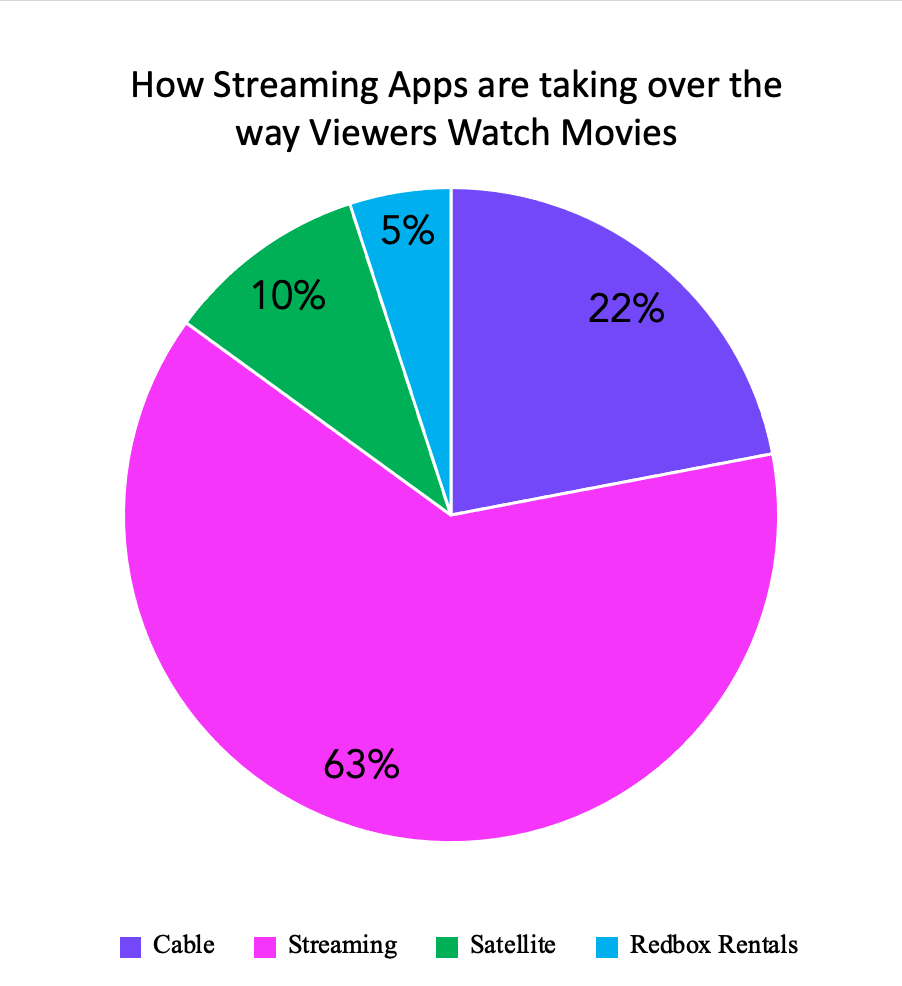 How Streaming Apps are taking over the
way Viewers Watch Movies
5%
10%
22%
63%
Cable Streaming Satellite Redbox Rentals